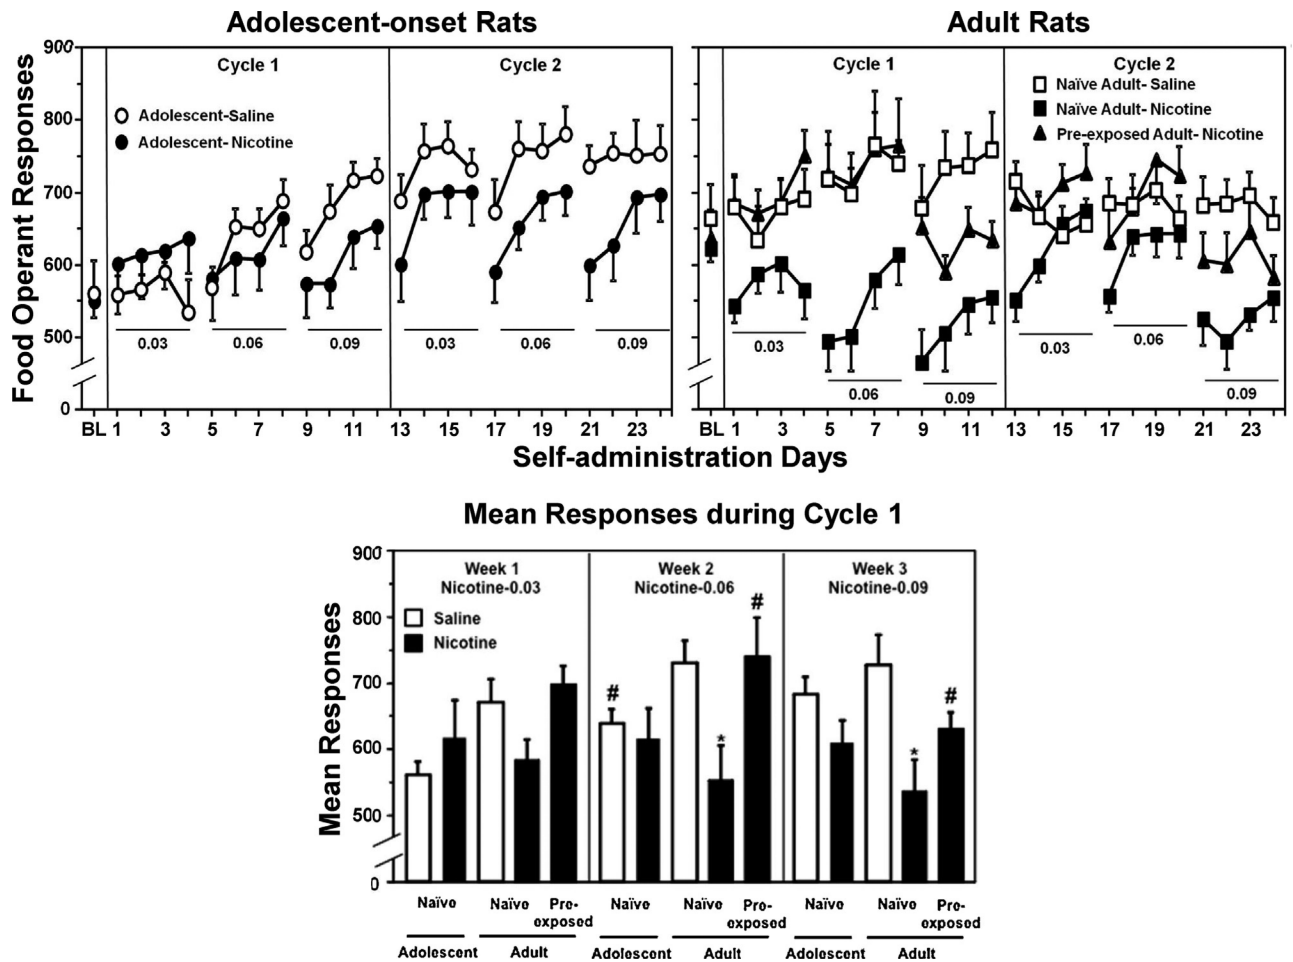 Adolescent-onset Rats
Adult Rats
Food Operant Responses
900
800
700
600
500
0
Cycle 1
Cycle 2
Adolescent-Saline
Adolescent- Nicotine
0.03
0.06
0.09
0.03
0.06
0.09
BL 1 3 5 7 9 11 13 15 17 19 21 23
Cycle 1
Cycle 2
Naïve Adult- Saline
Naïve Adult- Nicotine
Pre-exposed Adult- Nicotine
0.03
0.06
0.09
0.03
0.06
0.09
BL 1 3 5 7 9 11 13 15 17 19 21 23
Self-administration Days
Mean Responses during Cycle 1
Mean Responses
900
800
700
600
500
0
Week 1
Nicotine-0.03
Week 2
Nicotine-0.06
Week 3
Nicotine-0.09
Saline
Nicotine
#
*
#
*
#
Naïve Naïve Pre-exposed Naïve Naïve Pre-exposed Naïve Naïve Pre-exposed
Adolescent Adult Adolescent Adult Adolescent Adult